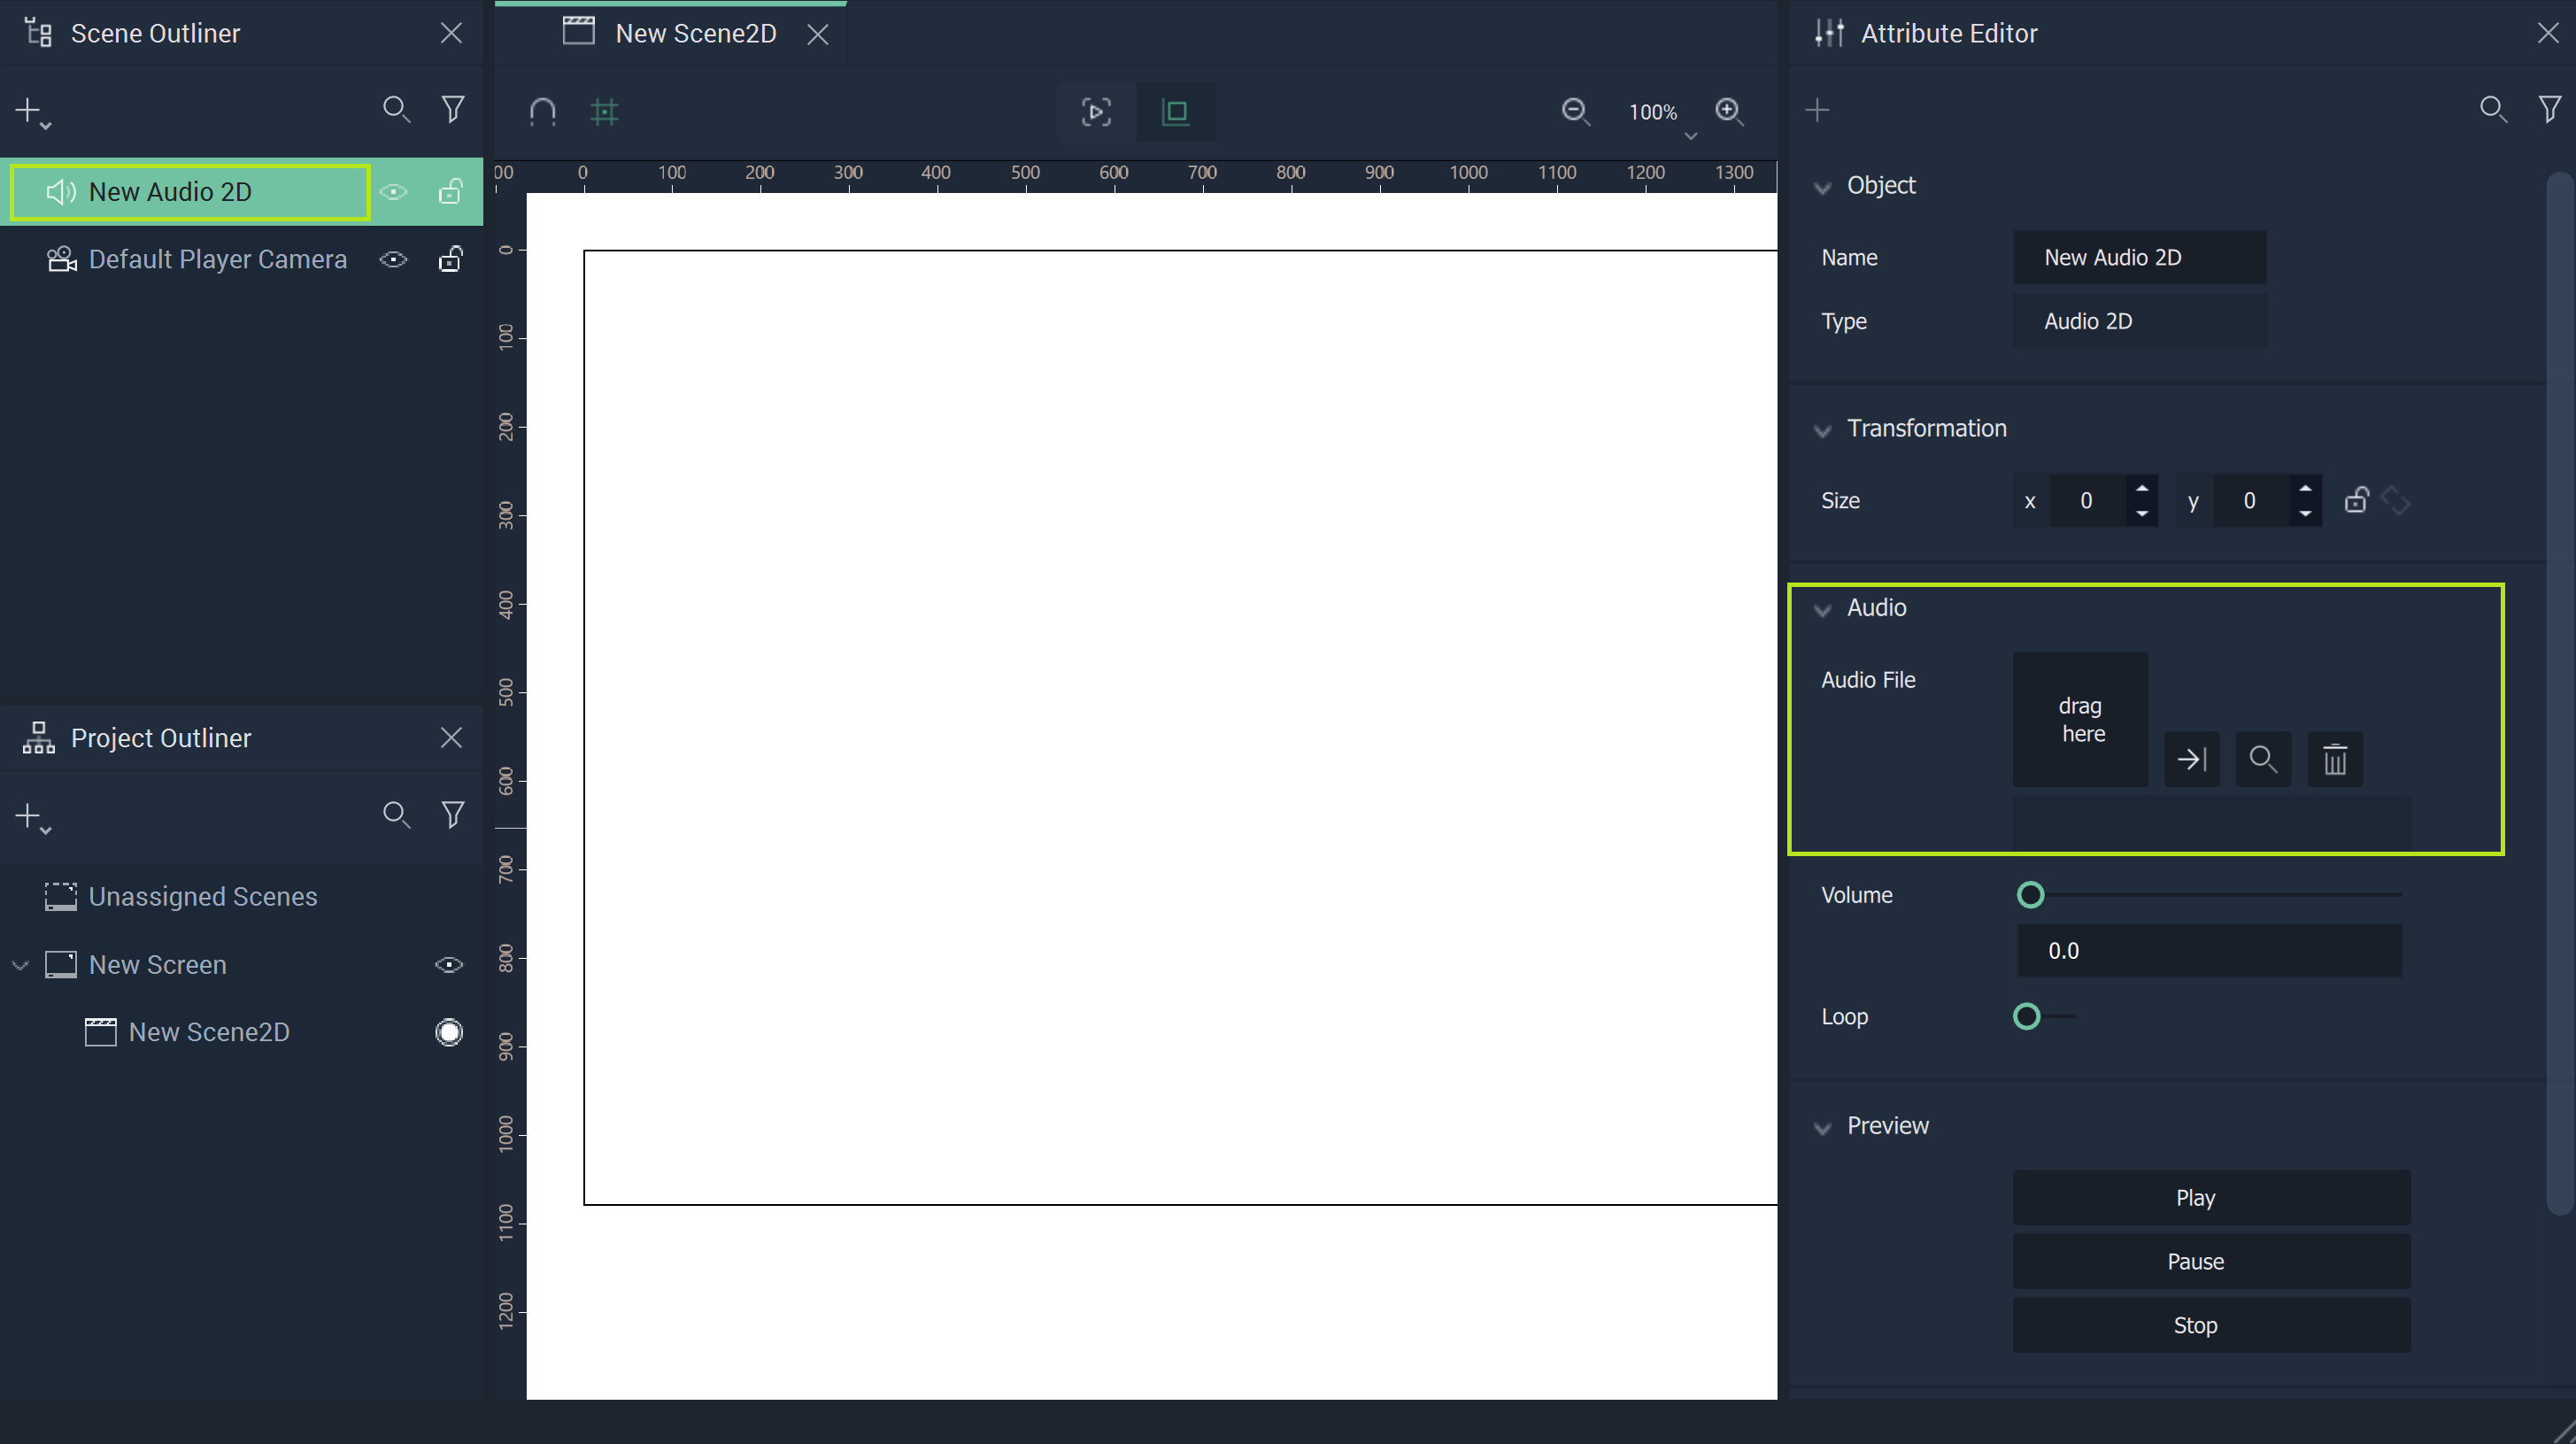 Scene Outliner
New Audio 2D
Default Player Camera
Project Outliner
Unassigned Scenes
New Screen
New Scene2D
New Scene2D
100%
00 0 100 200 300 400 500 600 700 800 900 1000 1100 1200 1300
0
100
200
300
400
500
600
700
800
900
1000
1100
1200
Attribute Editor
Object
Name New Audio 2D
Type Audio 2D
Transformation
Size x 0 y 0
Audio
Audio File
drag
here
Volume
0.0
Loop
Preview
Play
Pause
Stop